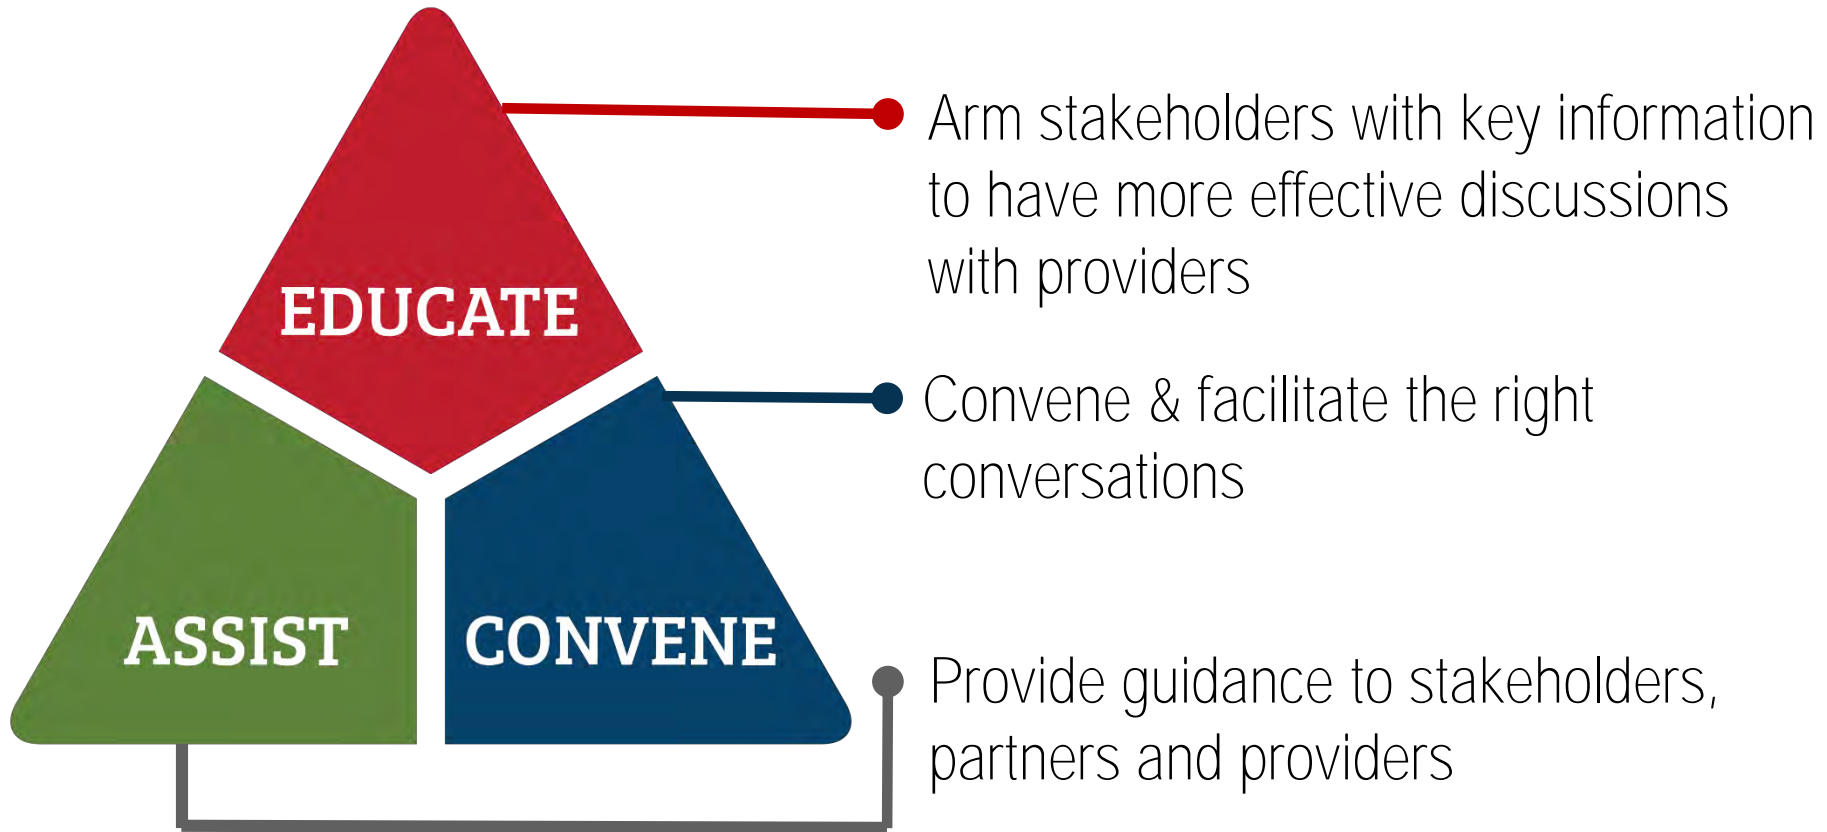 EDUCATE
Arm stakeholders with key information
to have more effective discussions
with providers
Convene & facilitate the right
conversations
ASSIST
CONVENE
Provide guidance to stakeholders,
partners and providers